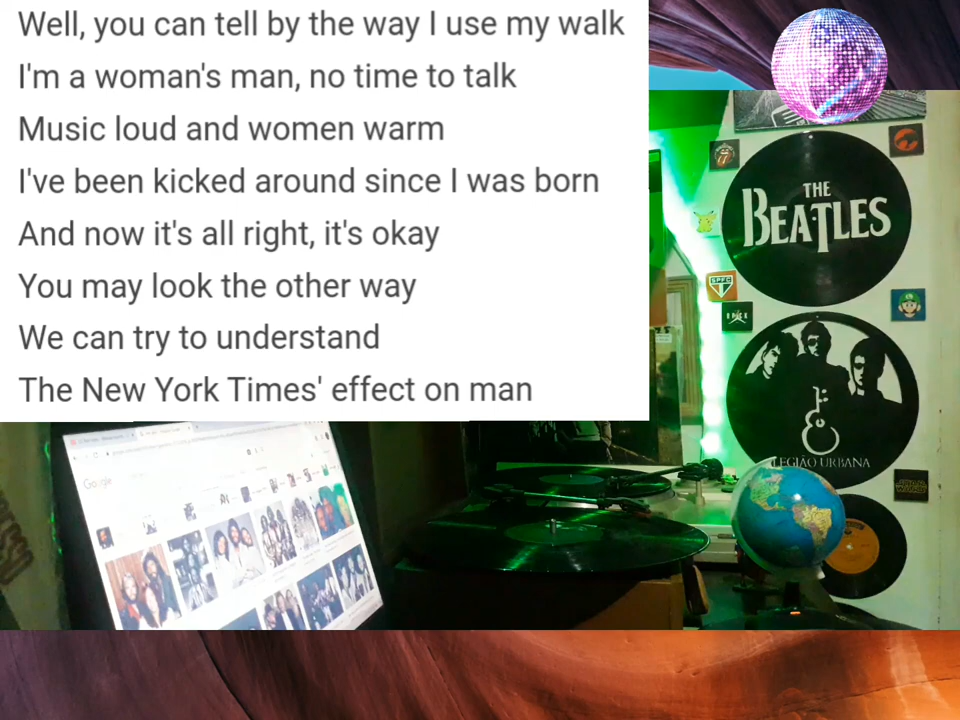 Well, you can tell by the way I use my walk
I'm a woman's man, no time to talk
Music loud and women warm
I've been kicked around since I was born
And now it's all right, it's okay
You may look the other way
We can try to understand
The New York Times' effect on man
THE
BEATLES
SPFC
LEGIÃO URBANA
STAR
WARS
Google